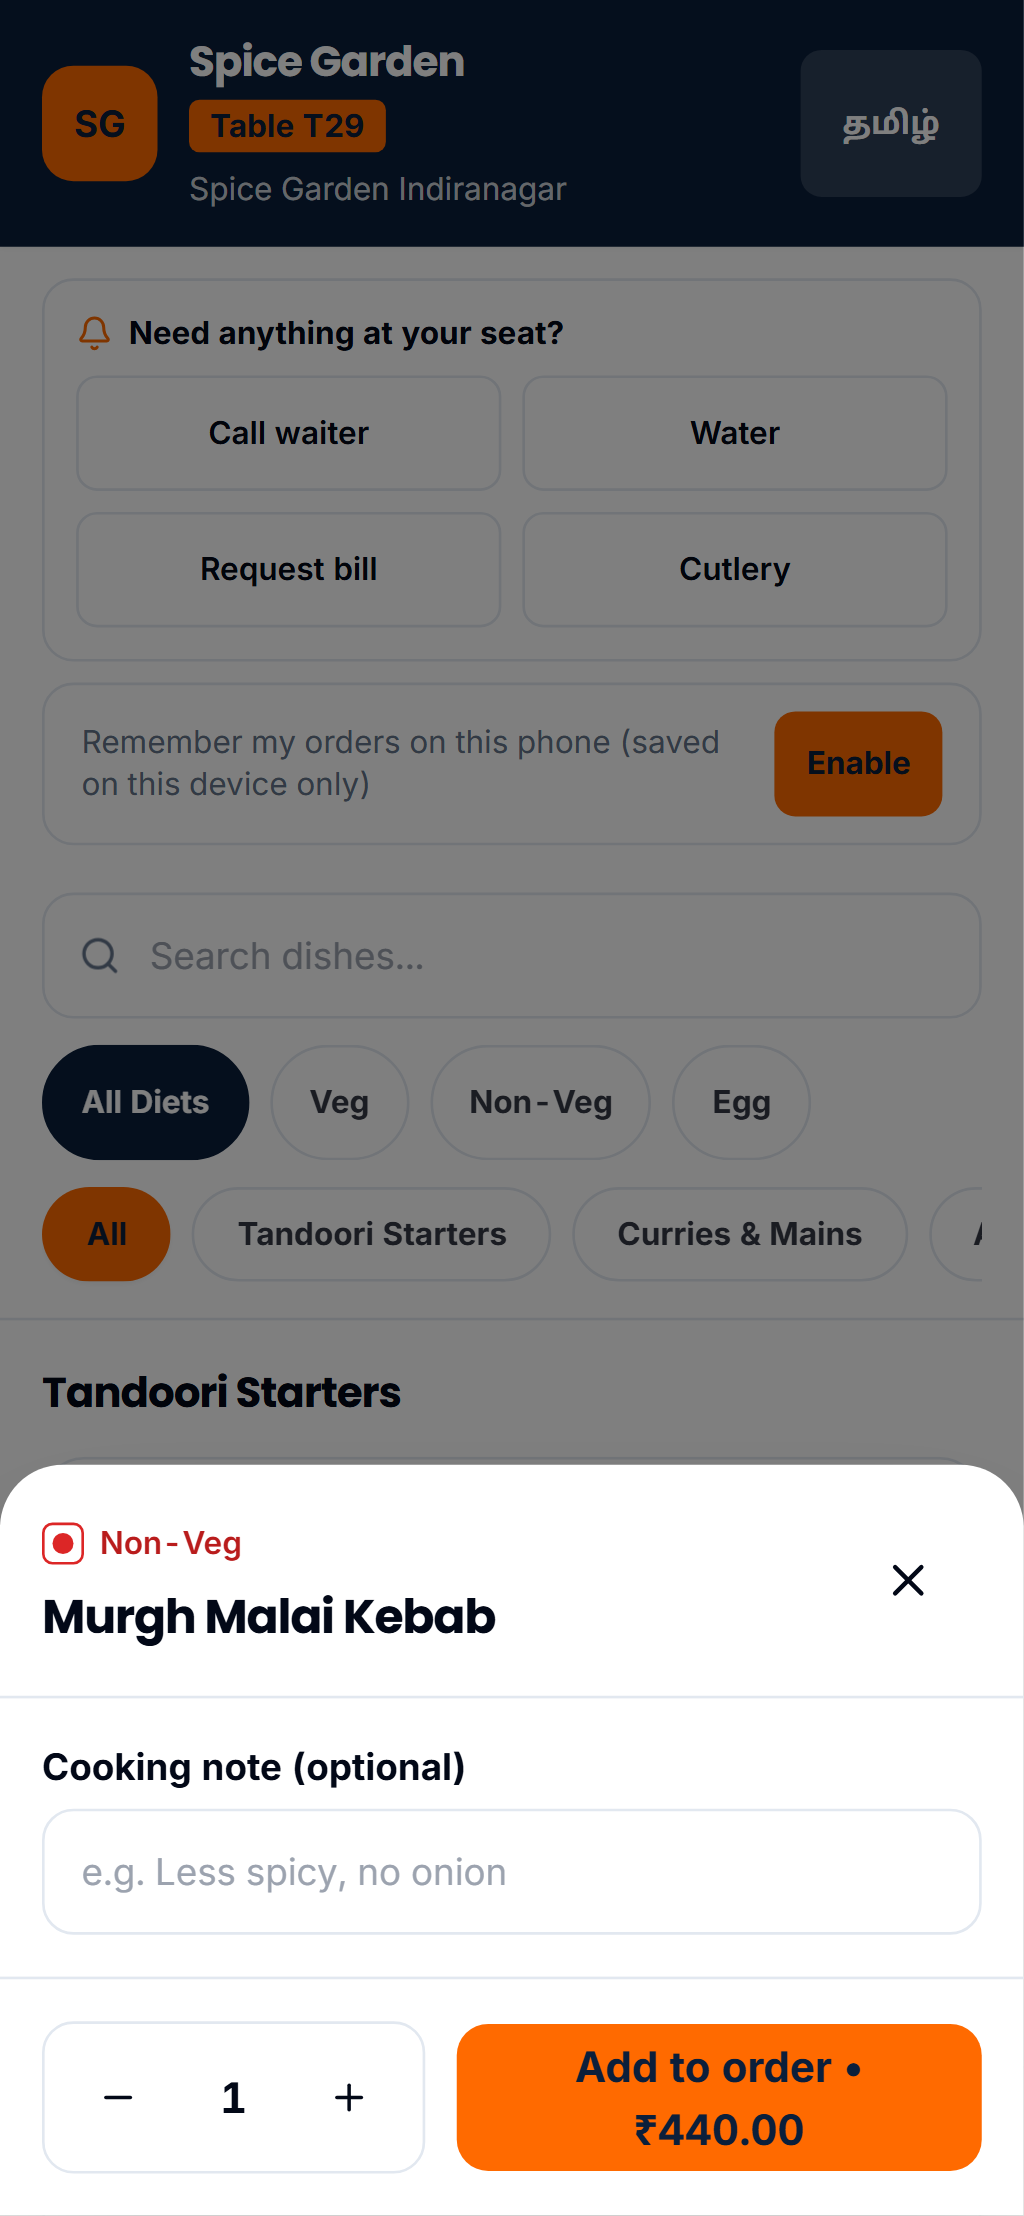 SG
Spice Garden
Table T29
Spice Garden Indiranagar
தமிழ்
Need anything at your seat?
Call waiter
Water
Request bill
Cutlery
Remember my orders on this phone (saved
on this device only)
Enable
Search dishes...
All Diets
Veg
Non-Veg
Egg
All
Tandoori Starters
Curries & Mains
Tandoori Starters
Non-Veg
Murgh Malai Kebab
Cooking note (optional)
e.g. Less spicy, no onion
1
Add to order •
₹440.00